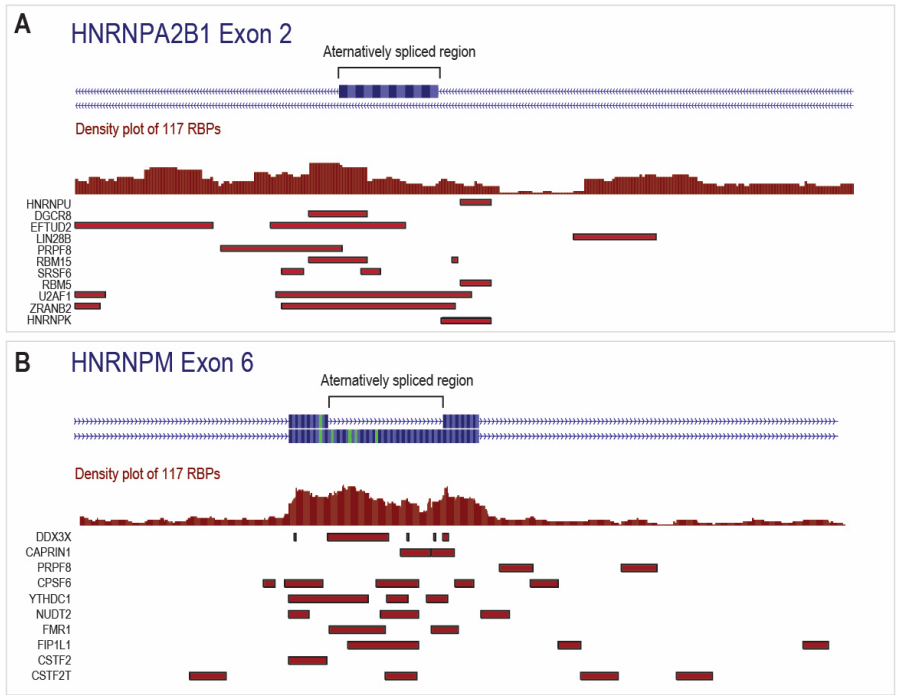 A
HNRNPA2B1 Exon 2
Aternatively spliced region
Density plot of 117 RBPs
HNRNPU
DGCR8
EFTUD2
LIN28B
PRPF8
RBM15
SRSF6
RBM5
U2AF1
ZRANB2
HNRNPK
B
HNRNPM Exon 6
Aternatively spliced region
Density plot of 117 RBPs
DDX3X
CAPRIN1
PRPF8
CPSF6
YTHDC1
NUDT2
FMR1
FIP1L1
CSTF2
CSTF2T